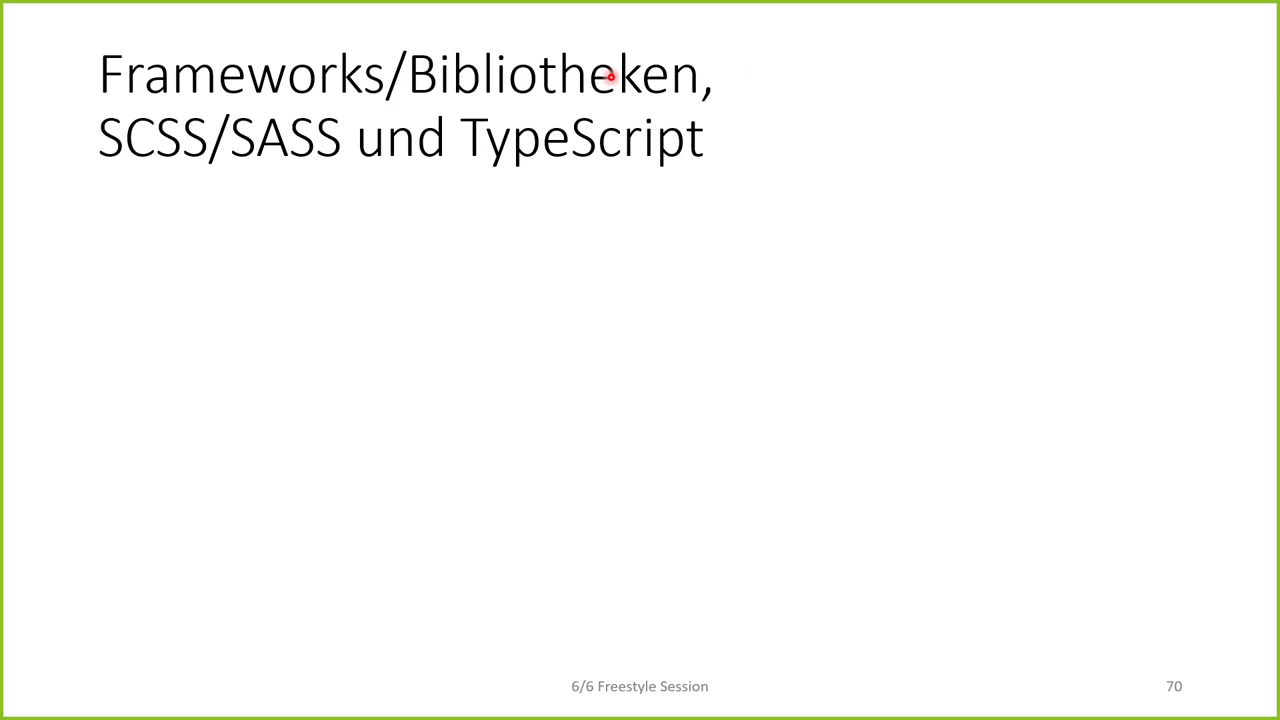 Frameworks/Bibliotheken,
SCSS/SASS und TypeScript
6/6 Freestyle Session
70